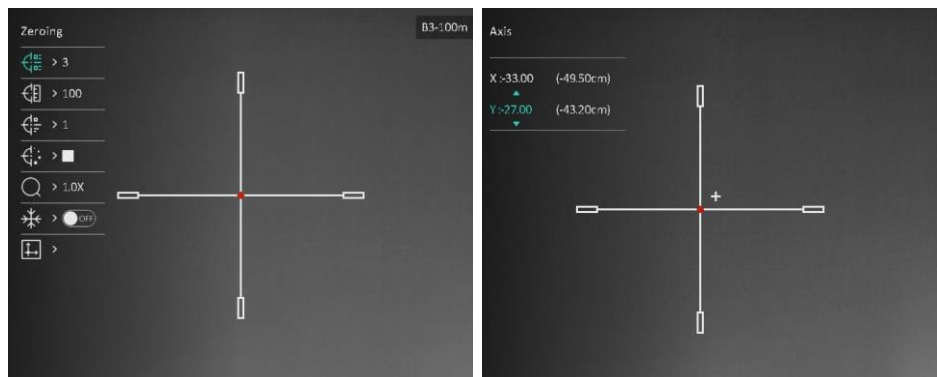 Zeroing
B3-100m
> 3
> 100
> 1
>
> 1.0X
> OFF
>
Axis
X:-33.00 (-49.50cm)
Y:-27.00 (-43.20cm)